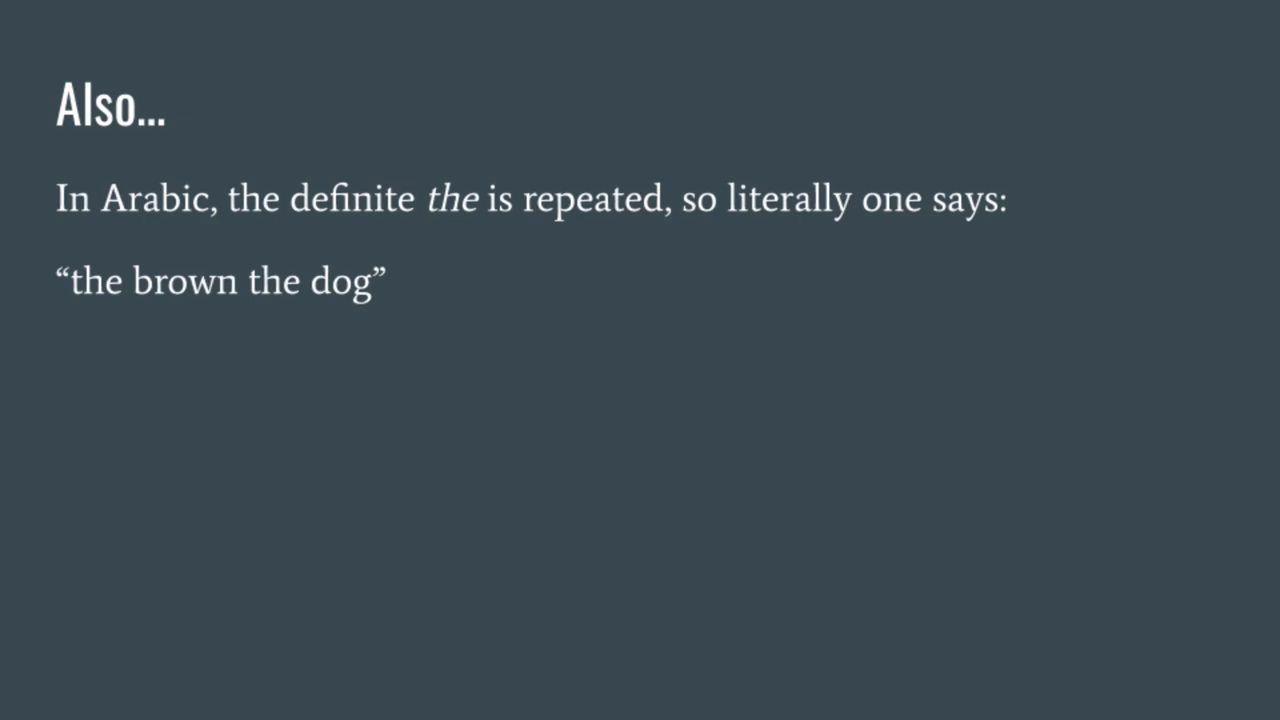 Also...
In Arabic, the definite the is repeated, so literally one says:
“the brown the dog”